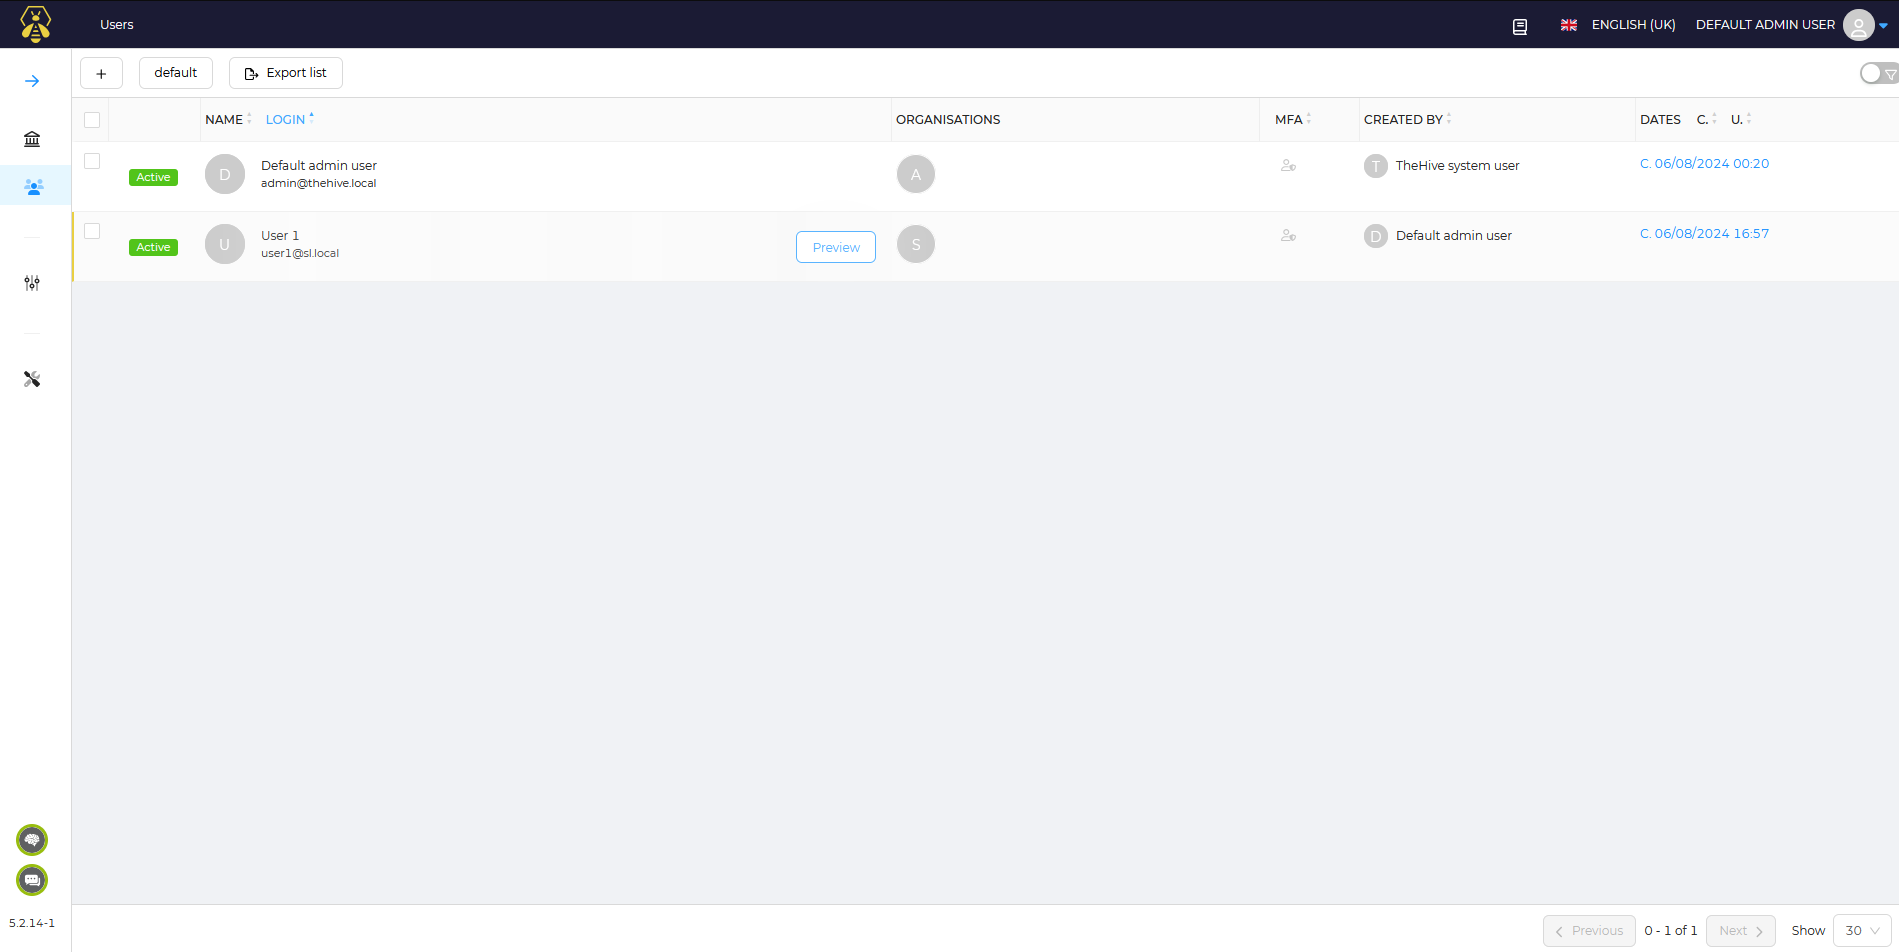 Users
ENGLISH (UK)
DEFAULT ADMIN USER
+
default
Export list
NAME
LOGIN
ORGANISATIONS
MFA
CREATED BY
DATES
C.
U.
Active
D
Default admin user
admin@thehive.local
A
T
TheHive system user
C. 06/08/2024 00:20
Active
U
User 1
user1@sl.local
Preview
S
D
Default admin user
C. 06/08/2024 16:57
5.2.14-1
Previous
0 - 1 of 1
Next
Show
30